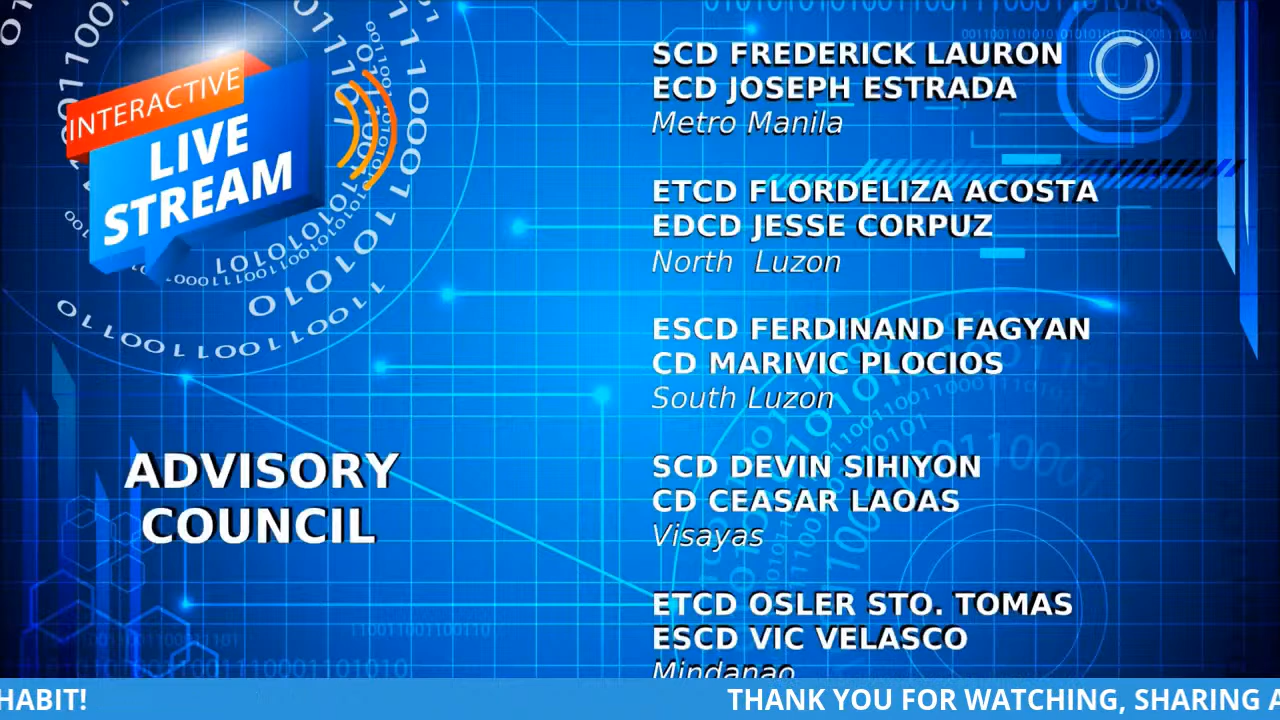 INTERACTIVE
LIVE
STREAM
ADVISORY
COUNCIL
SCD FREDERICK LAURON
ECD JOSEPH ESTRADA
Metro Manila
ETCD FLORDELIZA ACOSTA
EDCD JESSE CORPUZ
North Luzon
ESCD FERDINAND FAGYAN
CD MARIVIC PLOCIOS
South Luzon
SCD DEVIN SIHIYON
CD CEASAR LAOAS
Visayas
ETCD OSLER STO. TOMAS
ESCD VIC VELASCO
Mindanao
HABIT! THANK YOU FOR WATCHING, SHARING A